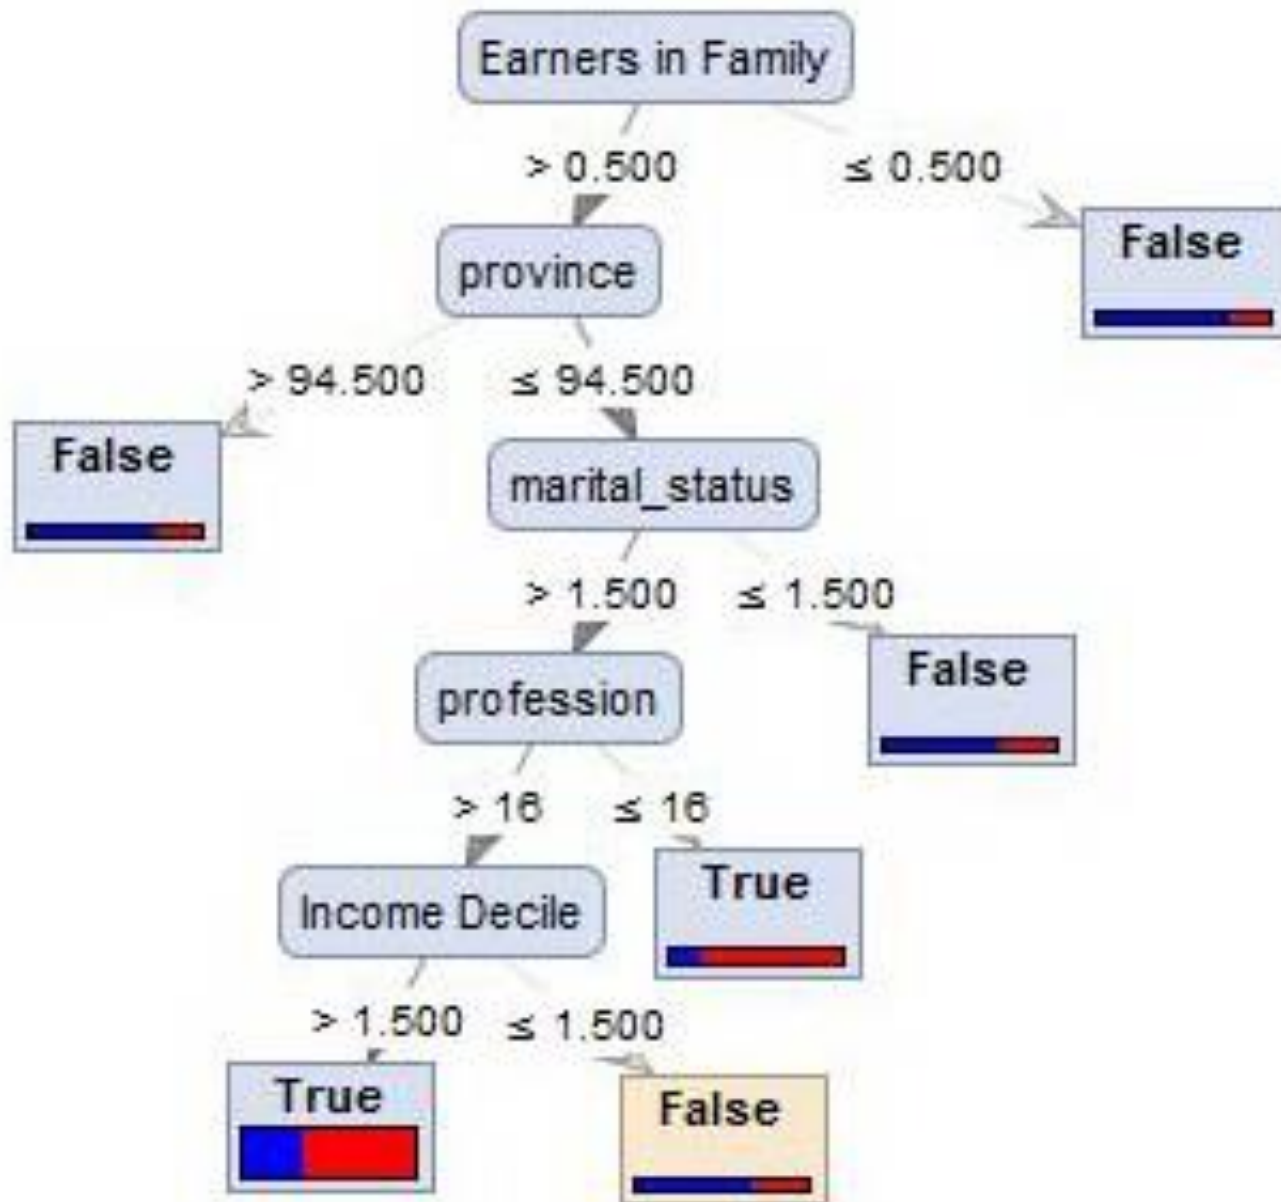 Earners in Family
> 0.500
≤ 0.500
province
False
> 94.500
≤ 94.500
False
marital_status
> 1.500
≤ 1.500
profession
False
> 16
≤ 16
Income Decile
True
> 1.500
≤ 1.500
True
False